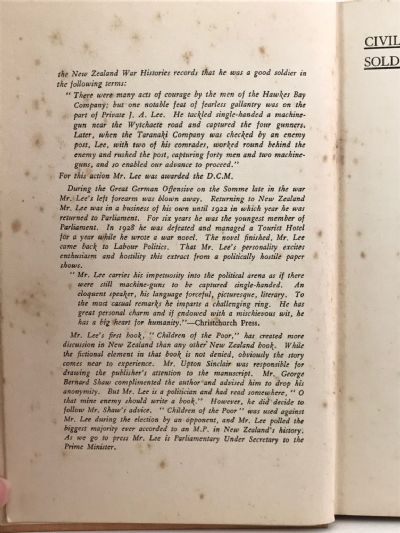 the New Zealand War Histories records that he was a good soldier in
the following terms:
" There were many acts of courage by the men of the Hawkes Bay
Company; but one notable feat of fearless gallantry was on the
part of Private J. A. Lee. He tackled single-handed a machine-
gun near the Wytchaete road and captured the four gunners.
Later, when the Taranaki Company was checked by an enemy
post, Lee, with two of his comrades, worked round behind the
enemy and rushed the post, capturing forty men and two machine-
guns, and so enabled our advance to proceed."
For this action Mr. Lee was awarded the D.C.M.
During the Great German Offensive on the Somme late in the war
Mr. Lee's left forearm was blown away. Returning to New Zealand
Mr. Lee was in a business of his own until 1922 in which year he was
returned to Parliament. For six years he was the youngest member of
Parliament. In 1928 he was defeated and managed a Tourist Hotel
for a year while he wrote a war novel. The novel finished, Mr. Lee
came back to Labour Politics. That Mr. Lee's personality excites
enthusiasm and hostility this extract from a politically hostile paper
shows.
" Mr. Lee carries his impetuosity into the political arena as if there
were still machine-guns to be captured single-handed. An
eloquent speaker, his language forceful, picturesque, literary. To
the most casual remarks he imparts a challenging ring. He has
great personal charm and if endowed with a mischievous wit, he
has a big heart for humanity."—Christchurch Press.
Mr. Lee's first book, " Children of the Poor," has created more
discussion in New Zealand than any other New Zealand book. While
the fictional element in that book is not denied, obviously the story
comes near to experience. Mr. Upton Sinclair was responsible for
drawing the publisher's attention to the manuscript. Mr. George
Bernard Shaw complimented the author and advised him to drop his
anonymity. But Mr. Lee is a politician and had read somewhere, " O
that mine enemy should write a book." However, he did decide to
follow Mr. Shaw's advice. " Children of the Poor " was used against
Mr. Lee during the election by an opponent, and Mr. Lee polled the
biggest majority ever accorded to an M.P. in New Zealand's history.
As we go to press Mr. Lee is Parliamentary Under Secretary to the
Prime Minister.
CIVIL
SOLD